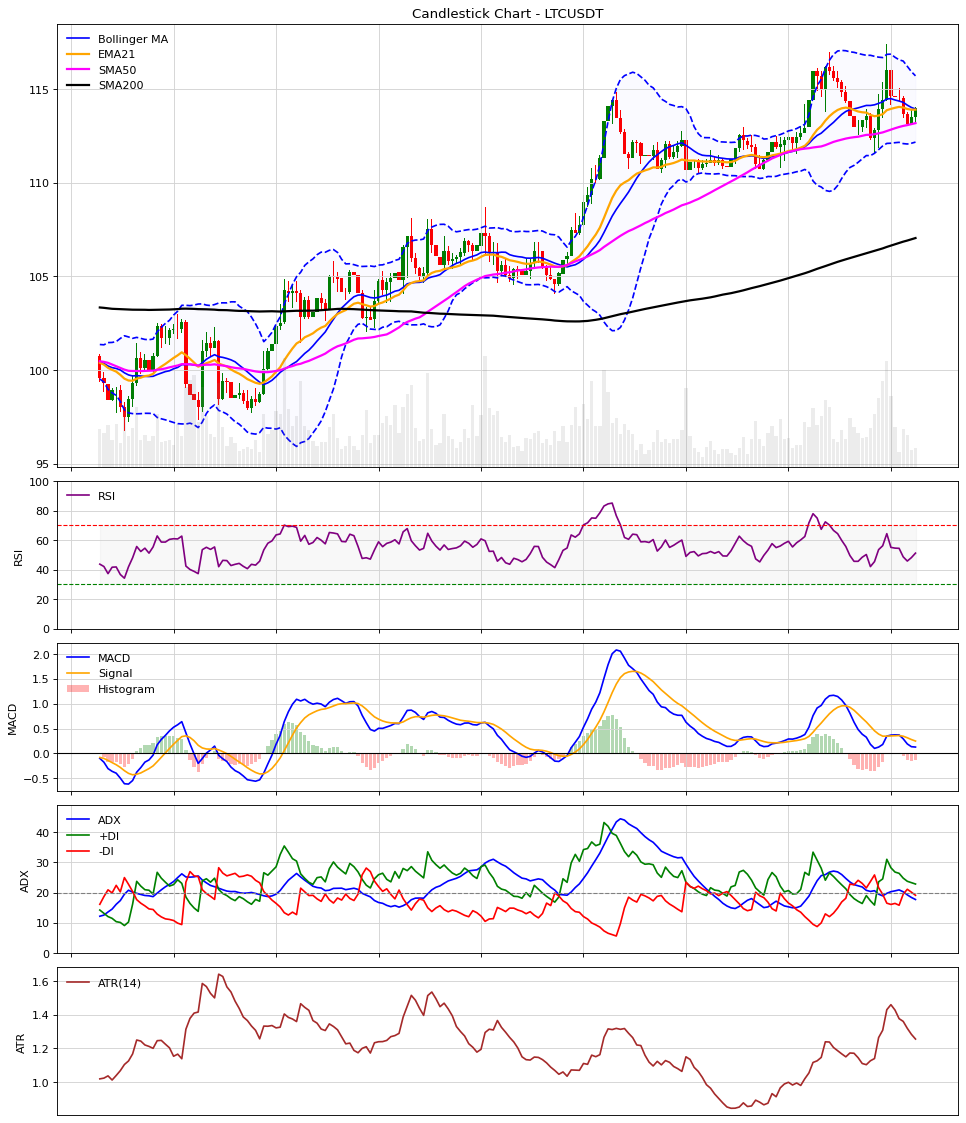 Candlestick Chart - LTCUSDT
Bollinger MA
EMA21
SMA50
SMA200
115
110
105
100
95
RSI
100
80
60
40
20
0
RSI
MACD
Signal
Histogram
2.0
1.5
1.0
0.5
0.0
−0.5
MACD
ADX
+DI
-DI
40
30
20
10
0
ADX
ATR(14)
1.6
1.4
1.2
1.0
ATR